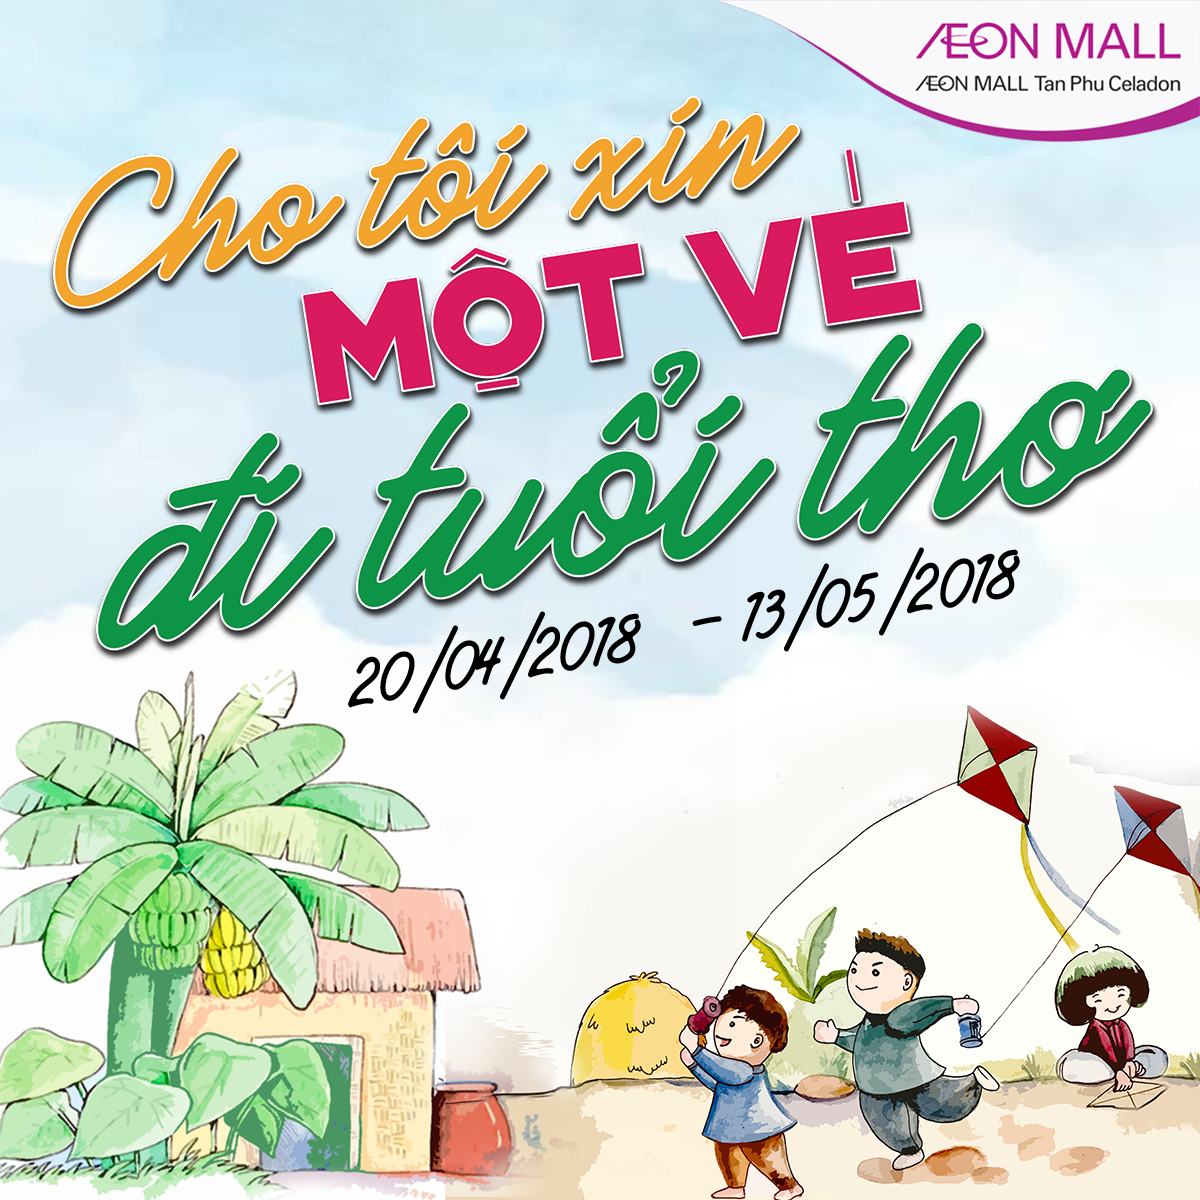 ÆON MALL
ÆON MALL Tan Phu Celadon
Cho tôi xin
MỘT VÉ
đi tuổi thơ
20/04/2018 - 13/05/2018